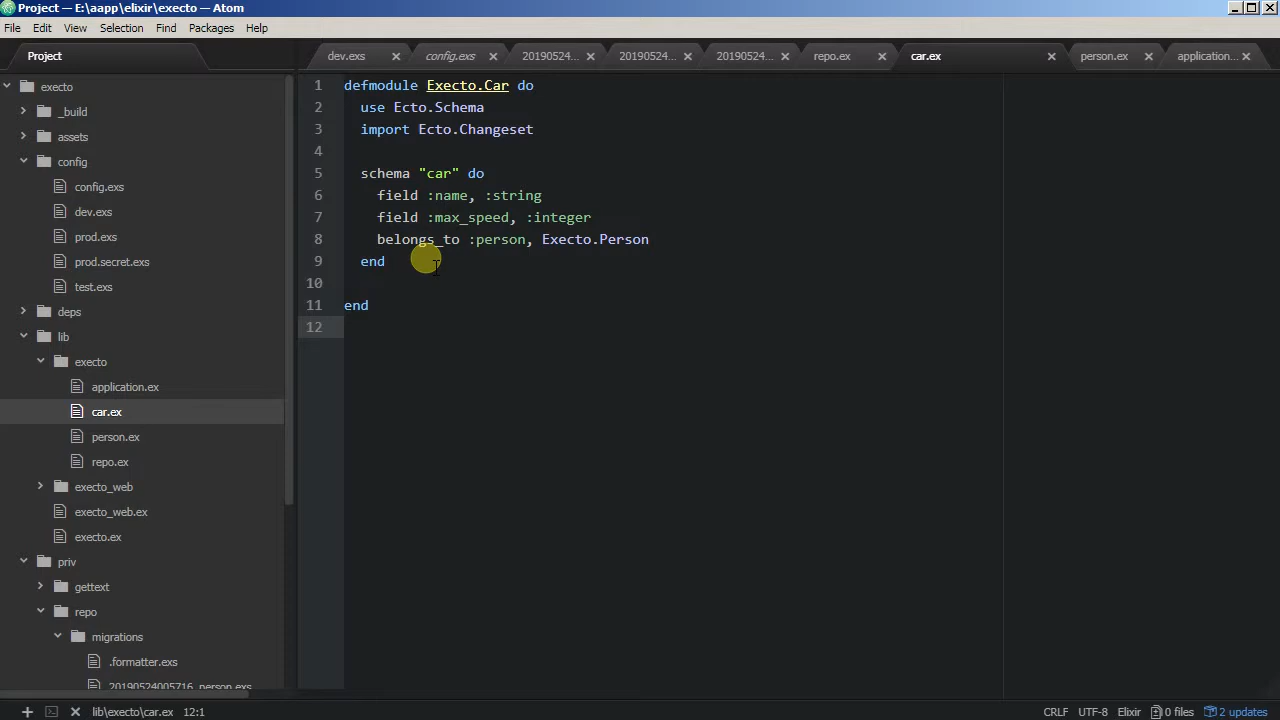 Project — E:\aapp\elixir\execto — Atom
File Edit View Selection Find Packages Help
Project
dev.exs
config.exs
20190524...
20190524...
20190524...
repo.ex
car.ex
person.ex
application...
execto
_build
assets
config
config.exs
dev.exs
prod.exs
prod.secret.exs
test.exs
deps
lib
execto
application.ex
car.ex
person.ex
repo.ex
execto_web
execto_web.ex
execto.ex
priv
gettext
repo
migrations
.formatter.exs
20190524005716_person.exs
1 defmodule Execto.Car do
2 use Ecto.Schema
3 import Ecto.Changeset
4
5 schema "car" do
6 field :name, :string
7 field :max_speed, :integer
8 belongs_to :person, Execto.Person
9 end
10
11 end
12
lib\execto\car.ex 12:1
CRLF UTF-8 Elixir 0 files 2 updates